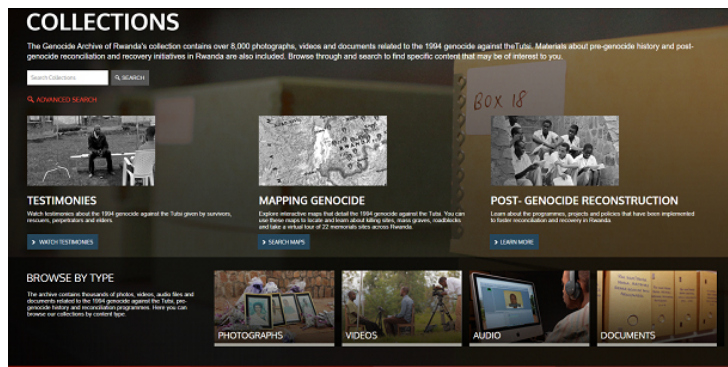 COLLECTIONS
The Genocide Archive of Rwanda's collection contains over 8,000 photographs, videos and documents related to the 1994 genocide against theTutsi. Materials about pre-genocide history and post-
genocide reconciliation and recovery initiatives in Rwanda are also included. Browse through and search to find specific content that may be of interest to you.
Search Collections
SEARCH
ADVANCED SEARCH
BOX 18
RWANDA
TESTIMONIES
Watch testimonies about the 1994 genocide against the Tutsi given by survivors,
rescuers, perpetrators and elders.
> WATCH TESTIMONIES
MAPPING GENOCIDE
Explore interactive maps that detail the 1994 genocide against the Tutsi. You can
use these maps to locate and learn about killing sites, mass graves, roadblocks
and take a virtual tour of 22 memorials sites across Rwanda.
> SEARCH MAPS
POST- GENOCIDE RECONSTRUCTION
Learn about the programmes, projects and policies that have been implemented
to foster reconciliation and recovery in Rwanda.
> LEARN MORE
BROWSE BY TYPE
The archive contains thousands of photos, videos, audio files and
documents related to the 1994 genocide against the Tutsi, pre-
genocide history and reconciliation programmes. Here you can
browse our collections by content type.
PHOTOGRAPHS
VIDEOS
AUDIO
DOCUMENTS